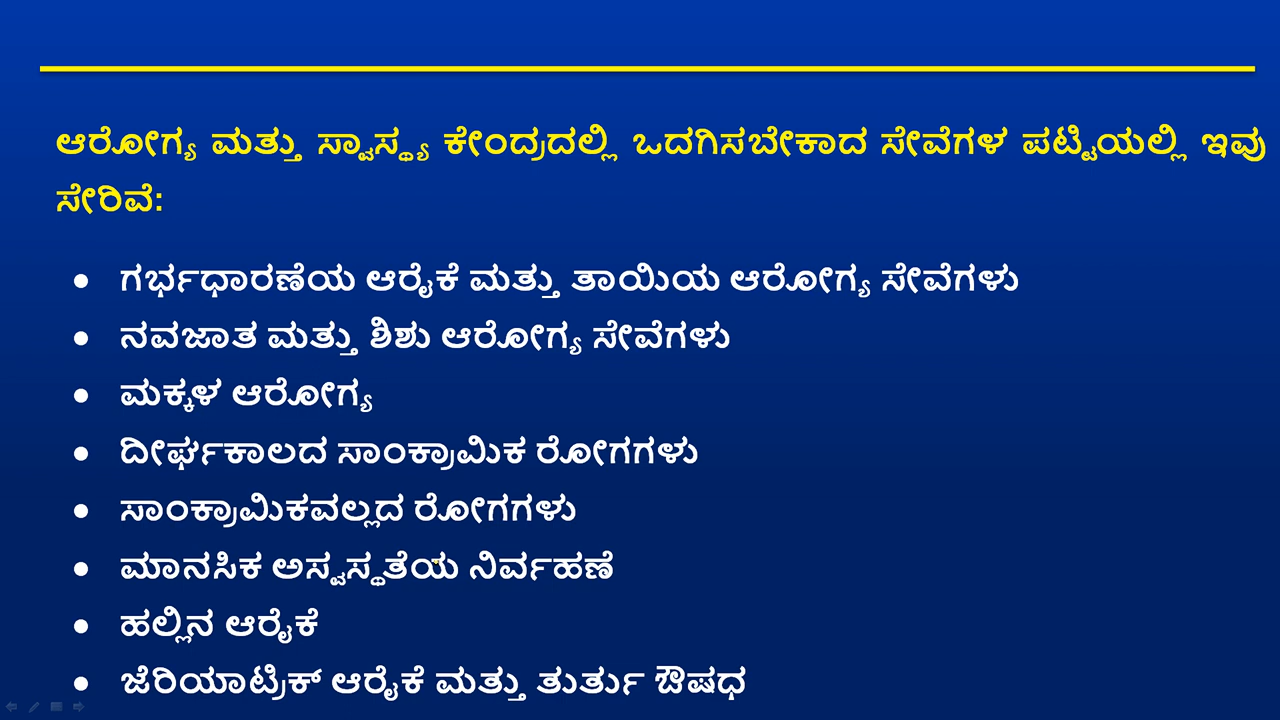 ಆರೋಗ್ಯ ಮತ್ತು ಸ್ವಾಸ್ಥ್ಯ ಕೇಂದ್ರದಲ್ಲಿ ಒದಗಿಸಬೇಕಾದ ಸೇವೆಗಳ ಪಟ್ಟಿಯಲ್ಲಿ ಇವು
ಸೇರಿವೆ:
• ಗರ್ಭಧಾರಣೆಯ ಆರೈಕೆ ಮತ್ತು ತಾಯಿಯ ಆರೋಗ್ಯ ಸೇವೆಗಳು
• ನವಜಾತ ಮತ್ತು ಶಿಶು ಆರೋಗ್ಯ ಸೇವೆಗಳು
• ಮಕ್ಕಳ ಆರೋಗ್ಯ
• ದೀರ್ಘಕಾಲದ ಸಾಂಕ್ರಾಮಿಕ ರೋಗಗಳು
• ಸಾಂಕ್ರಾಮಿಕವಲ್ಲದ ರೋಗಗಳು
• ಮಾನಸಿಕ ಅಸ್ವಸ್ಥತೆಯ ನಿರ್ವಹಣೆ
• ಹಲ್ಲಿನ ಆರೈಕೆ
• ಜೆರಿಯಾಟ್ರಿಕ್ ಆರೈಕೆ ಮತ್ತು ತುರ್ತು ಔಷಧ